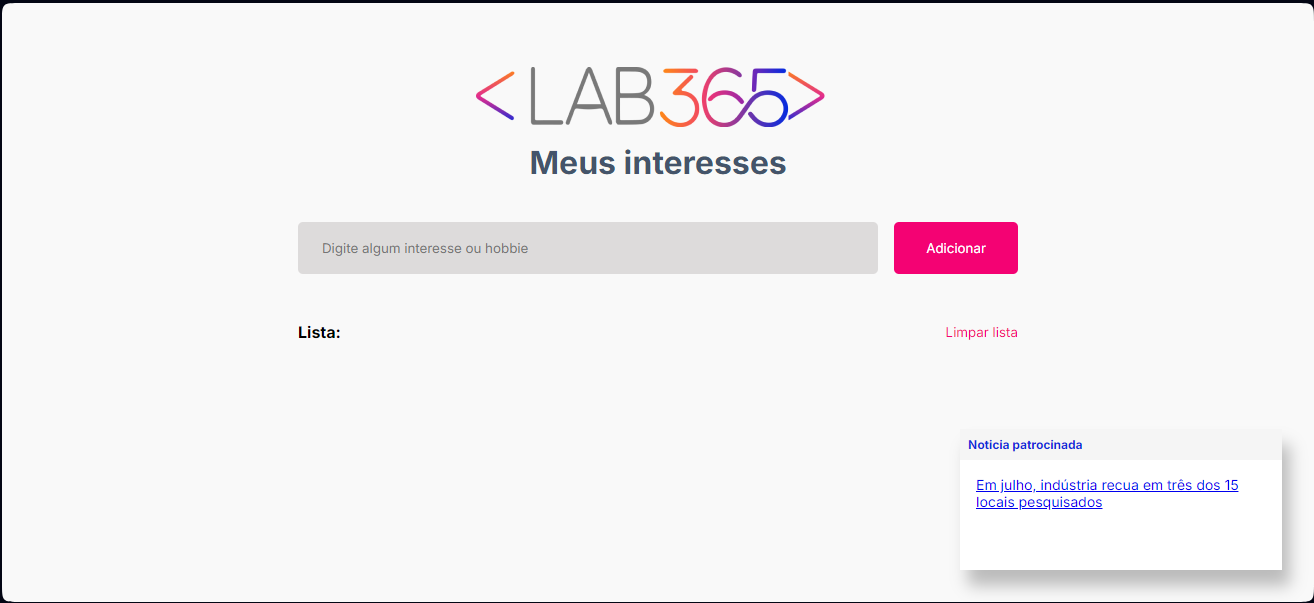 <LAB365>
Meus interesses
Digite algum interesse ou hobbie
Adicionar
Lista:
Limpar lista
Noticia patrocinada
Em julho, indústria recua em três dos 15
locais pesquisados